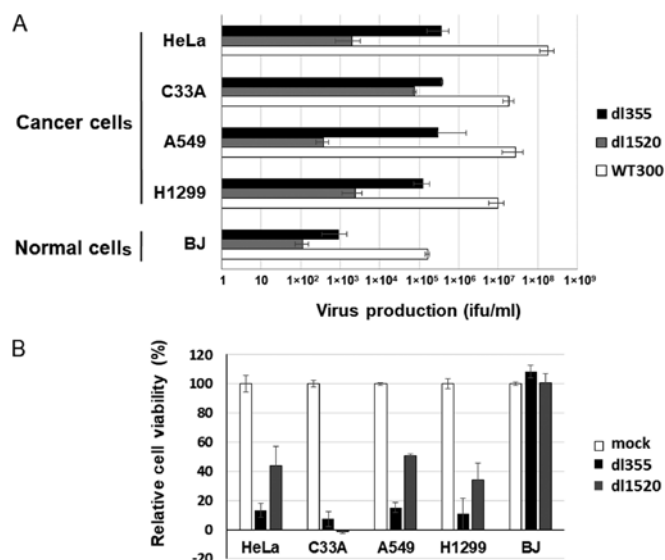 A
HeLa
C33A
Cancer cells
A549
H1299
Normal cells
BJ
dl355
dl1520
WT300
1 10 1×10² 1×10³ 1×10⁴ 1×10⁵ 1×10⁶ 1×10⁷ 1×10⁸ 1×10⁹
Virus production (ifu/ml)
B
Relative cell viability (%)
120
100
80
60
40
20
0
-20
HeLa C33A A549 H1299 BJ
mock
dl355
dl1520